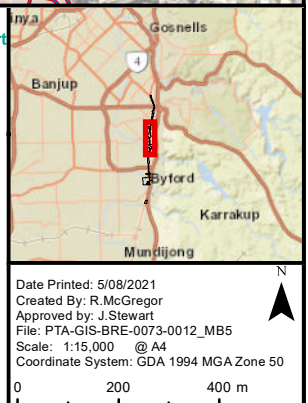 inya
Gosnells
rt
4
Banjup
Byford
Karrakup
Mundijong
N
Date Printed: 5/08/2021
Created By: R.McGregor
Approved by: J.Stewart
File: PTA-GIS-BRE-0073-0012_MB5
Scale: 1:15,000 @ A4
Coordinate System: GDA 1994 MGA Zone 50
0 200 400 m